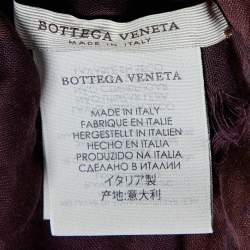 BOTTEGA VENETA
MADE IN ITALY
BOTTEGA VENETA
MADE IN ITALY
FABRIQUE EN ITALIE
HERGESTELLT IN ITALIEN
HECHO EN ITALIA
PRODUZIDO NA ITALIA
СДЕЛАНО В ИТАЛИИ
イタリア製
产地:意大利